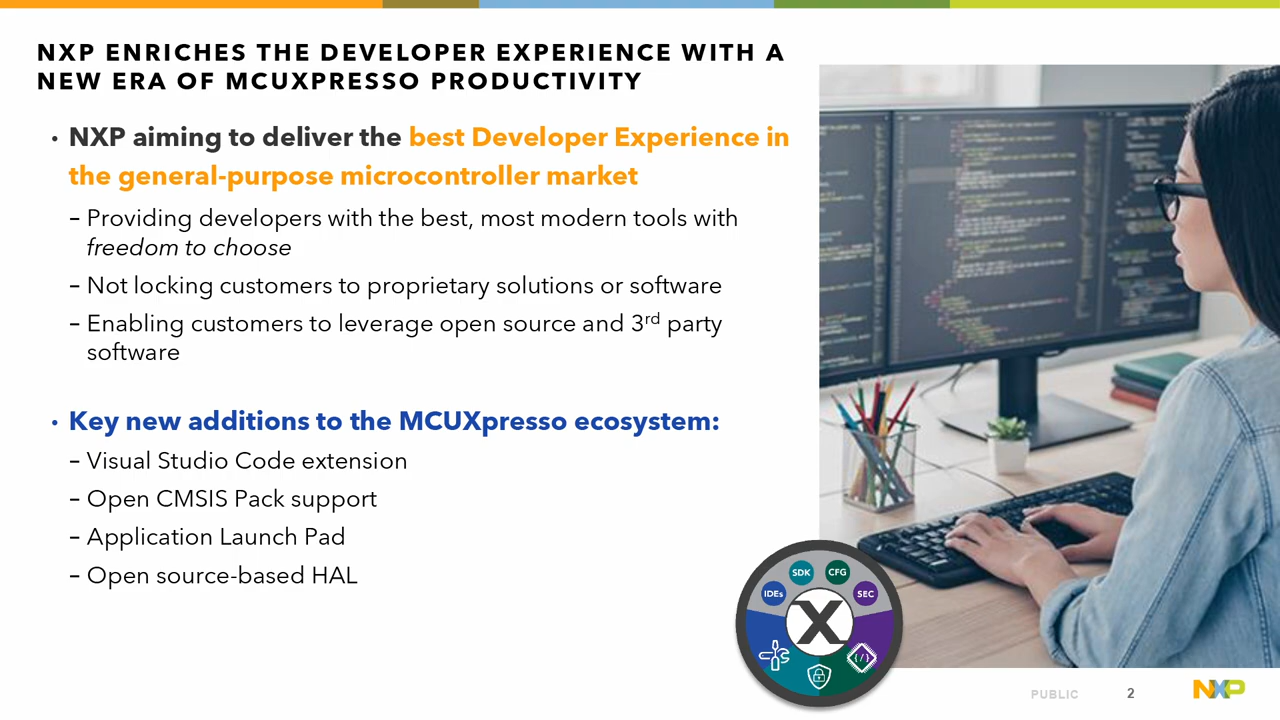 NXP ENRICHES THE DEVELOPER EXPERIENCE WITH A
NEW ERA OF MCUXPRESSO PRODUCTIVITY
• NXP aiming to deliver the best Developer Experience in
the general-purpose microcontroller market
– Providing developers with the best, most modern tools with
freedom to choose
– Not locking customers to proprietary solutions or software
– Enabling customers to leverage open source and 3rd party
software
• Key new additions to the MCUXpresso ecosystem:
– Visual Studio Code extension
– Open CMSIS Pack support
– Application Launch Pad
– Open source-based HAL
IDEs
SDK
CFG
SEC
X
PUBLIC
2
NXP